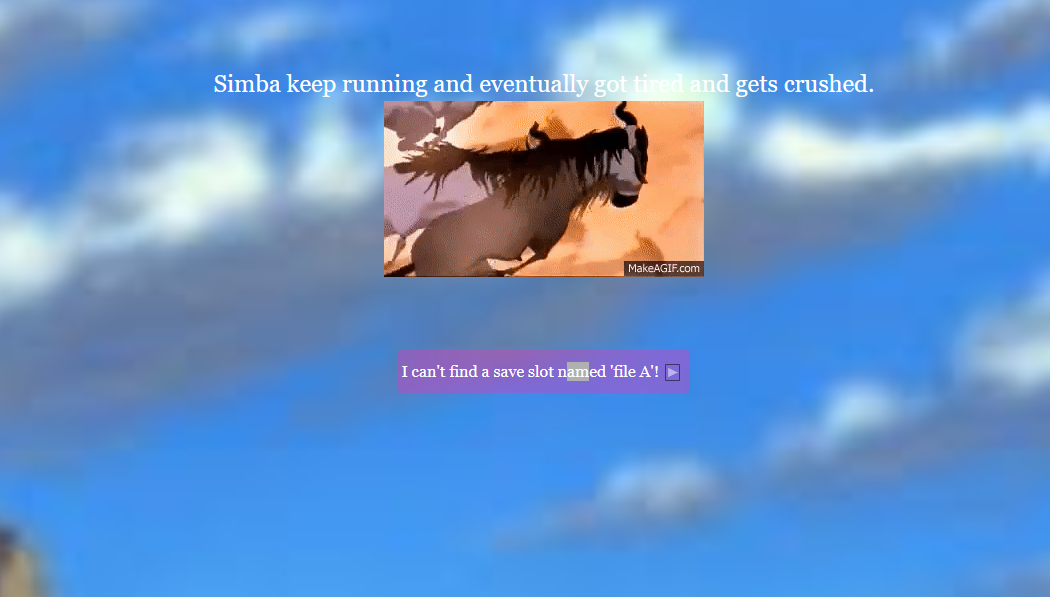 Simba keep running and eventually got tired and gets crushed.
MakeAGIF.com
I can't find a save slot named 'file A'!